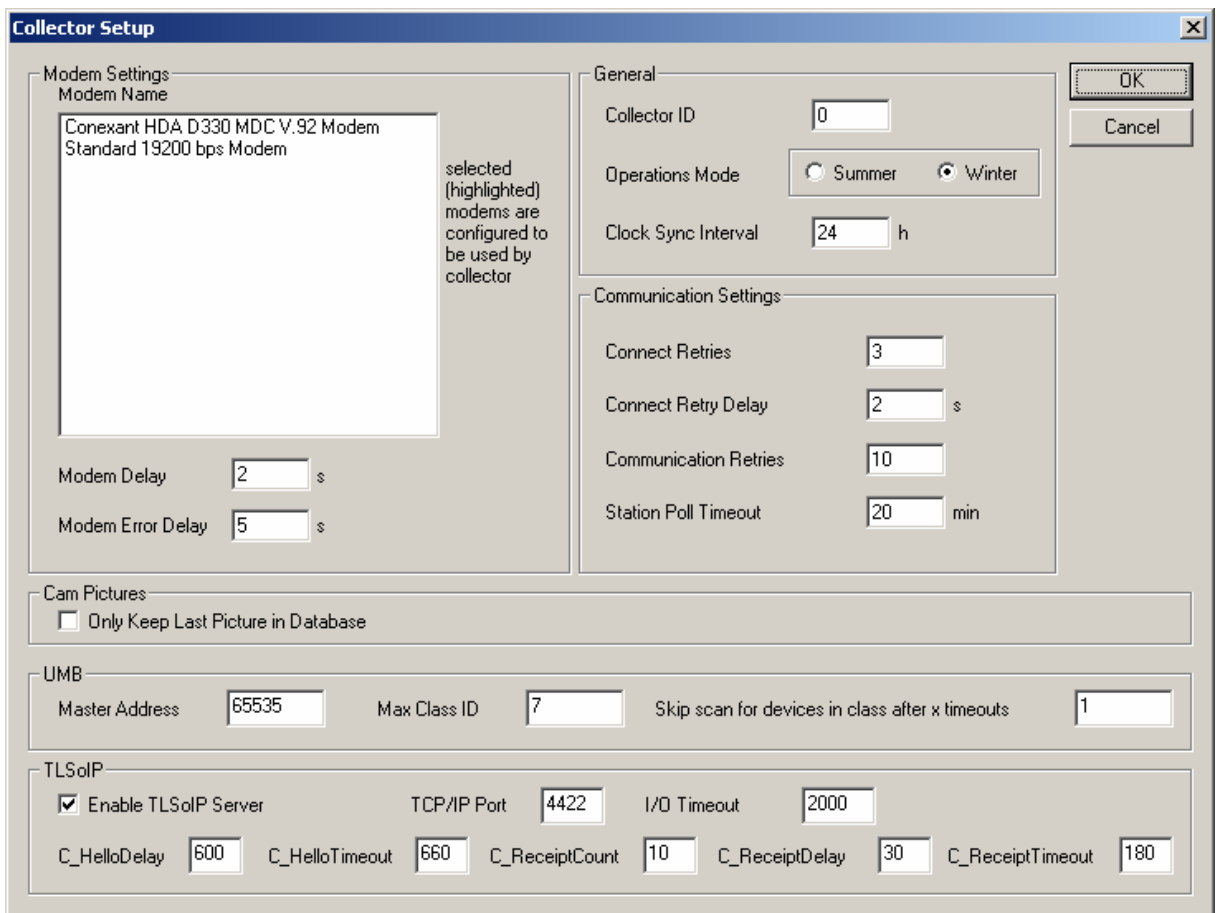 Collector Setup
Modem Settings
Modem Name
Conexant HDA D330 MDC V.92 Modem
Standard 19200 bps Modem
selected
(highlighted)
modems are
configured to
be used by
collector
Modem Delay 2 s
Modem Error Delay 5 s
General
Collector ID 0
Operations Mode Summer Winter
Clock Sync Interval 24 h
OK
Cancel
Communication Settings
Connect Retries 3
Connect Retry Delay 2 s
Communication Retries 10
Station Poll Timeout 20 min
Cam Pictures
Only Keep Last Picture in Database
UMB
Master Address 65535 Max Class ID 7 Skip scan for devices in class after x timeouts 1
TLSoIP
Enable TLSoIP Server TCP/IP Port 4422 I/O Timeout 2000
C_HelloDelay 600 C_HelloTimeout 660 C_ReceiptCount 10 C_ReceiptDelay 30 C_ReceiptTimeout 180